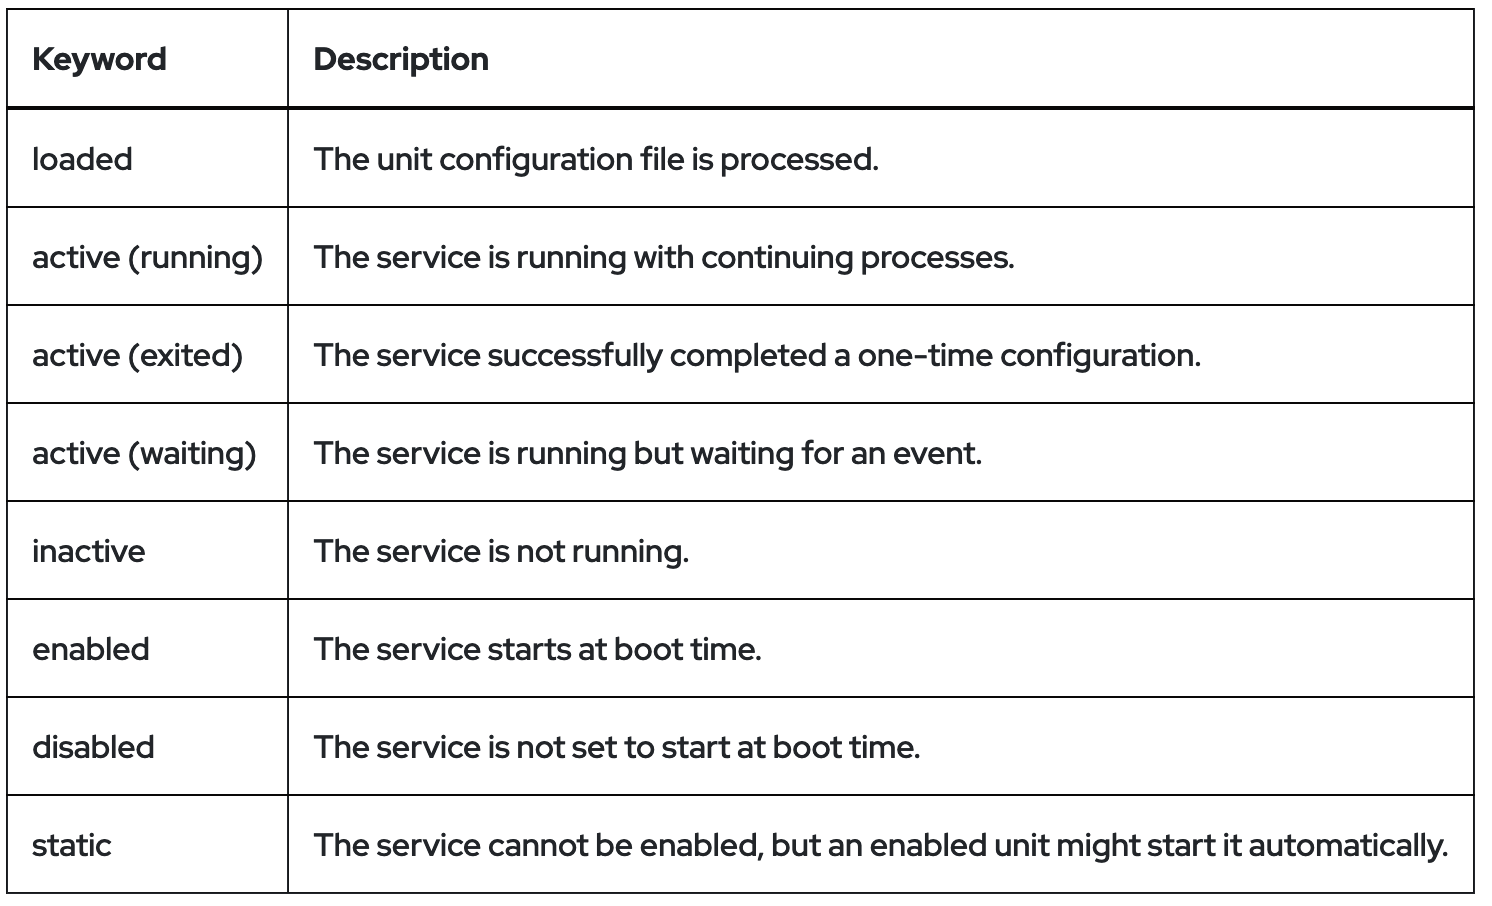 Keyword Description
loaded The unit configuration file is processed.
active (running) The service is running with continuing processes.
active (exited) The service successfully completed a one-time configuration.
active (waiting) The service is running but waiting for an event.
inactive The service is not running.
enabled The service starts at boot time.
disabled The service is not set to start at boot time.
static The service cannot be enabled, but an enabled unit might start it automatically.